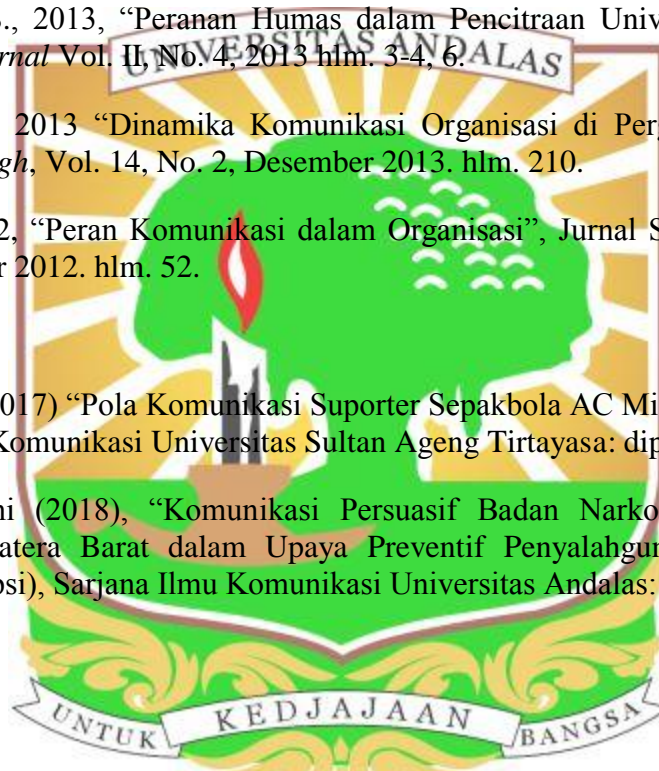 ., 2013, “Peranan Humas dalam Pencitraan Univ
rnal Vol. II, No. 4, 2013 hlm. 3-4, 6.
UNIVERSITAS ANDALAS
2013 “Dinamika Komunikasi Organisasi di Per
gh, Vol. 14, No. 2, Desember 2013. hlm. 210.
2, “Peran Komunikasi dalam Organisasi”, Jurnal S
r 2012. hlm. 52.
017) “Pola Komunikasi Suporter Sepakbola AC Mi
Komunikasi Universitas Sultan Ageng Tirtayasa: dip
ni (2018), “Komunikasi Persuasif Badan Narko
atera Barat dalam Upaya Preventif Penyalahgun
psi), Sarjana Ilmu Komunikasi Universitas Andalas:
UNTUK KEDJAJAAN BANGSA